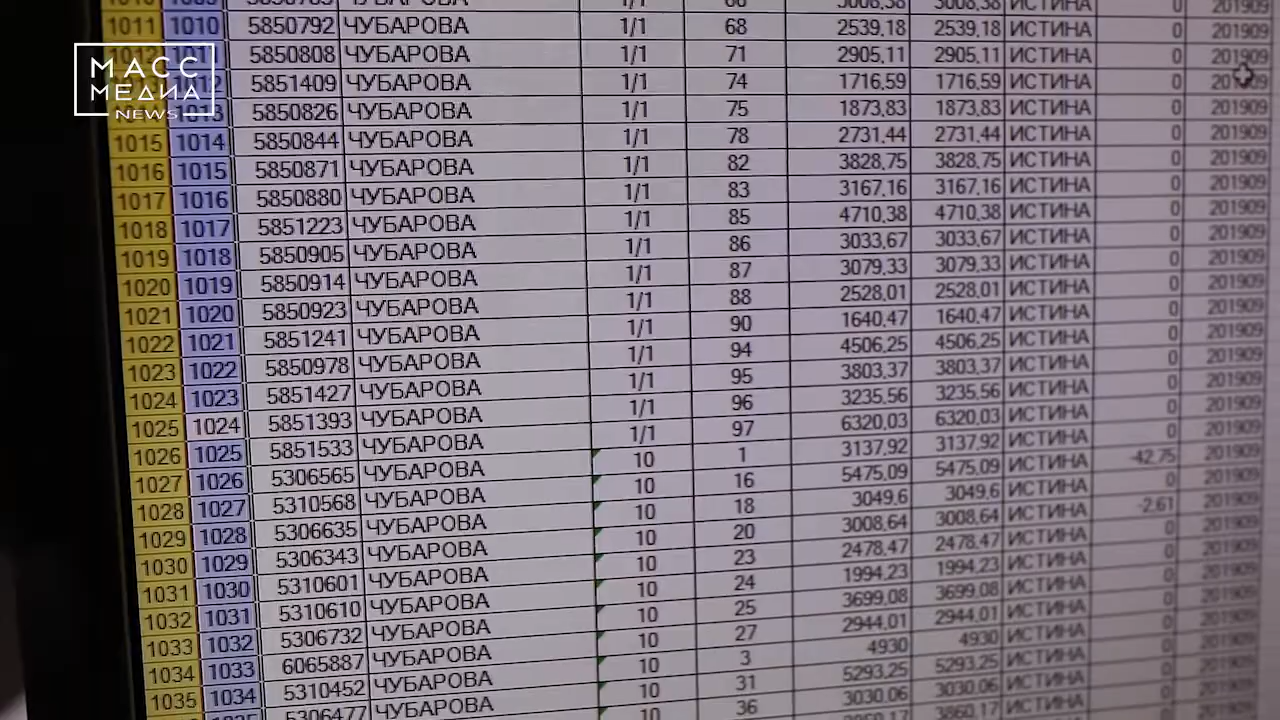 МАСС
МЕДИА
NEWS
1011 1010 5850792 ЧУБАРОВА 1/1 68 2539,18 2539,18 ИСТИНА 0 201909
5850808 ЧУБАРОВА 1/1 71 2905,11 2905,11 ИСТИНА 0 201909
5851409 ЧУБАРОВА 1/1 74 1716,59 1716,59 ИСТИНА 0
5850826 ЧУБАРОВА 1/1 75 1873,83 1873,83 ИСТИНА 0 201909
1015 1014 5850844 ЧУБАРОВА 1/1 78 2731,44 2731,44 ИСТИНА 0 201909
1016 1015 5850871 ЧУБАРОВА 1/1 82 3828,75 3828,75 ИСТИНА 0 201909
1017 1016 5850880 ЧУБАРОВА 1/1 83 3167,16 3167,16 ИСТИНА 0 201909
1018 1017 5851223 ЧУБАРОВА 1/1 85 4710,38 4710,38 ИСТИНА 0 201909
1019 1018 5850905 ЧУБАРОВА 1/1 86 3033,67 3033,67 ИСТИНА 0 201909
1020 1019 5850914 ЧУБАРОВА 1/1 87 3079,33 3079,33 ИСТИНА 0 201909
1021 1020 5850923 ЧУБАРОВА 1/1 88 2528,01 2528,01 ИСТИНА 0 201909
1022 1021 5851241 ЧУБАРОВА 1/1 90 1640,47 1640,47 ИСТИНА 0 201909
1023 1022 5850978 ЧУБАРОВА 1/1 94 4506,25 4506,25 ИСТИНА 0 201909
1024 1023 5851427 ЧУБАРОВА 1/1 95 3803,37 3803,37 ИСТИНА 0 201909
1025 1024 5851393 ЧУБАРОВА 1/1 96 3235,56 3235,56 ИСТИНА 0 201909
1026 1025 5851533 ЧУБАРОВА 1/1 97 6320,03 6320,03 ИСТИНА 0 201909
1027 1026 5306565 ЧУБАРОВА 10 1 3137,92 3137,92 ИСТИНА 0 201909
1028 1027 5310568 ЧУБАРОВА 10 16 5475,09 5475,09 ИСТИНА -42,75 201909
1029 1028 5306635 ЧУБАРОВА 10 18 3049,6 3049,6 ИСТИНА 0 201909
1030 1029 5306343 ЧУБАРОВА 10 20 3008,64 3008,64 ИСТИНА -2,61 201909
1031 1030 5310601 ЧУБАРОВА 10 23 2478,47 2478,47 ИСТИНА 0 201909
1032 1031 5310610 ЧУБАРОВА 10 24 1994,23 1994,23 ИСТИНА 0 201909
1033 1032 5306732 ЧУБАРОВА 10 25 3699,08 3699,08 ИСТИНА 0 201909
1034 1033 6065887 ЧУБАРОВА 10 27 2944,01 2944,01 ИСТИНА 0 201909
1035 1034 5310452 ЧУБАРОВА 10 3 4930 4930 ИСТИНА 0 201909
5306477 ЧУБАРОВА 10 31 5293,25 5293,25 ИСТИНА 0 201909
10 36 3030,06 3030,06 ИСТИНА 0 201909